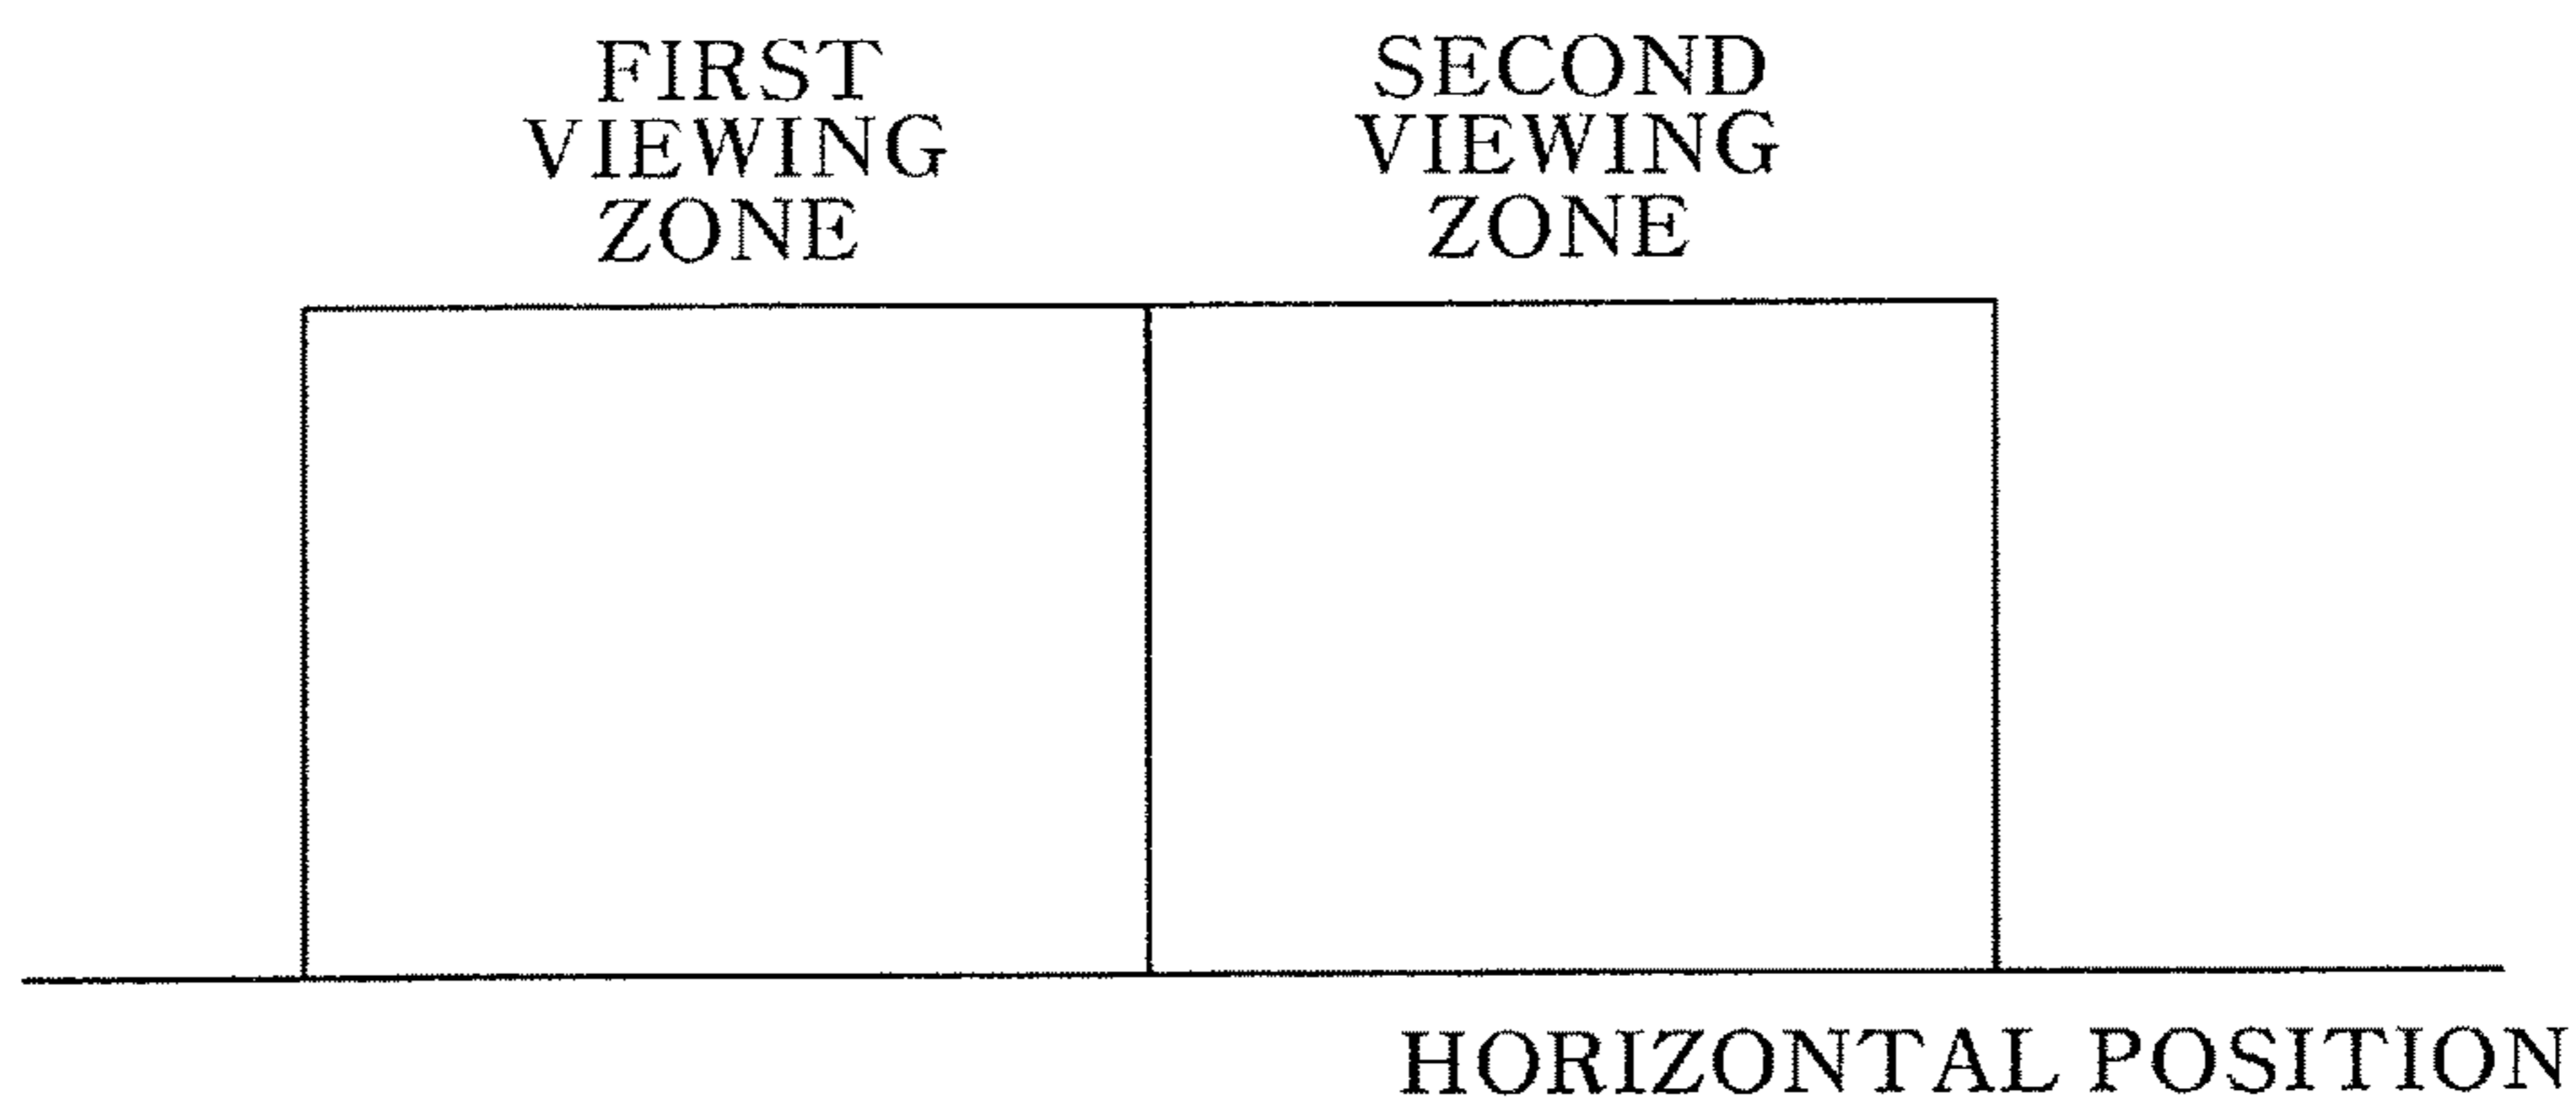 FIRST
VIEWING
ZONE
SECOND
VIEWING
ZONE
HORIZONTAL POSITION